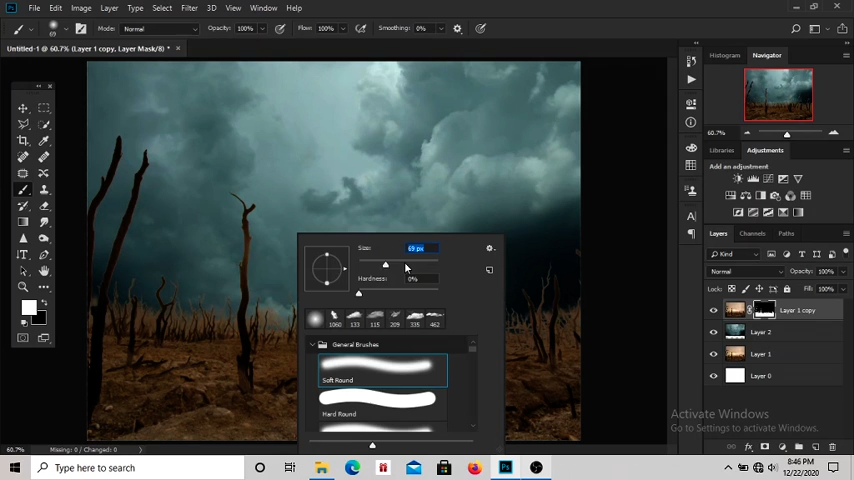 File Edit Image Layer Type Select Filter 3D View Window Help
69 Mode: Normal Opacity: 100% Flow: 100% Smoothing: 0%
Untitled-1 @ 60.7% (Layer 1 copy, Layer Mask/8) * ×
Histogram Navigator
60.7%
Libraries Adjustments
Add an adjustment
Layers Channels Paths
Kind
Normal Opacity: 100%
Lock: Fill: 100%
Layer 1 copy
Layer 2
Layer 1
Layer 0
Size: 69 px
Hardness: 0%
1060 133 115 209 335 462
General Brushes
Soft Round
Hard Round
Activate Windows
Go to Settings to activate Windows.
60.7% Missing: 0 / Changed: 0
Type here to search
8:46 PM
12/22/2020